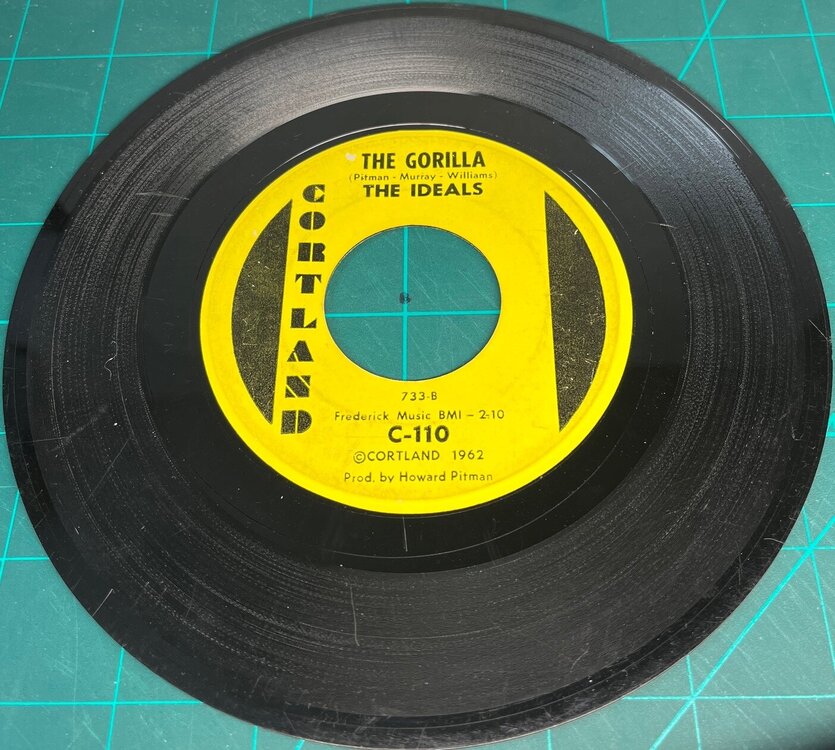 THE GORILLA
(Pitman - Murray - Williams)
THE IDEALS
CORTLAND
733-B
Frederick Music BMI – 2:10
C-110
©CORTLAND 1962
Prod. by Howard Pitman